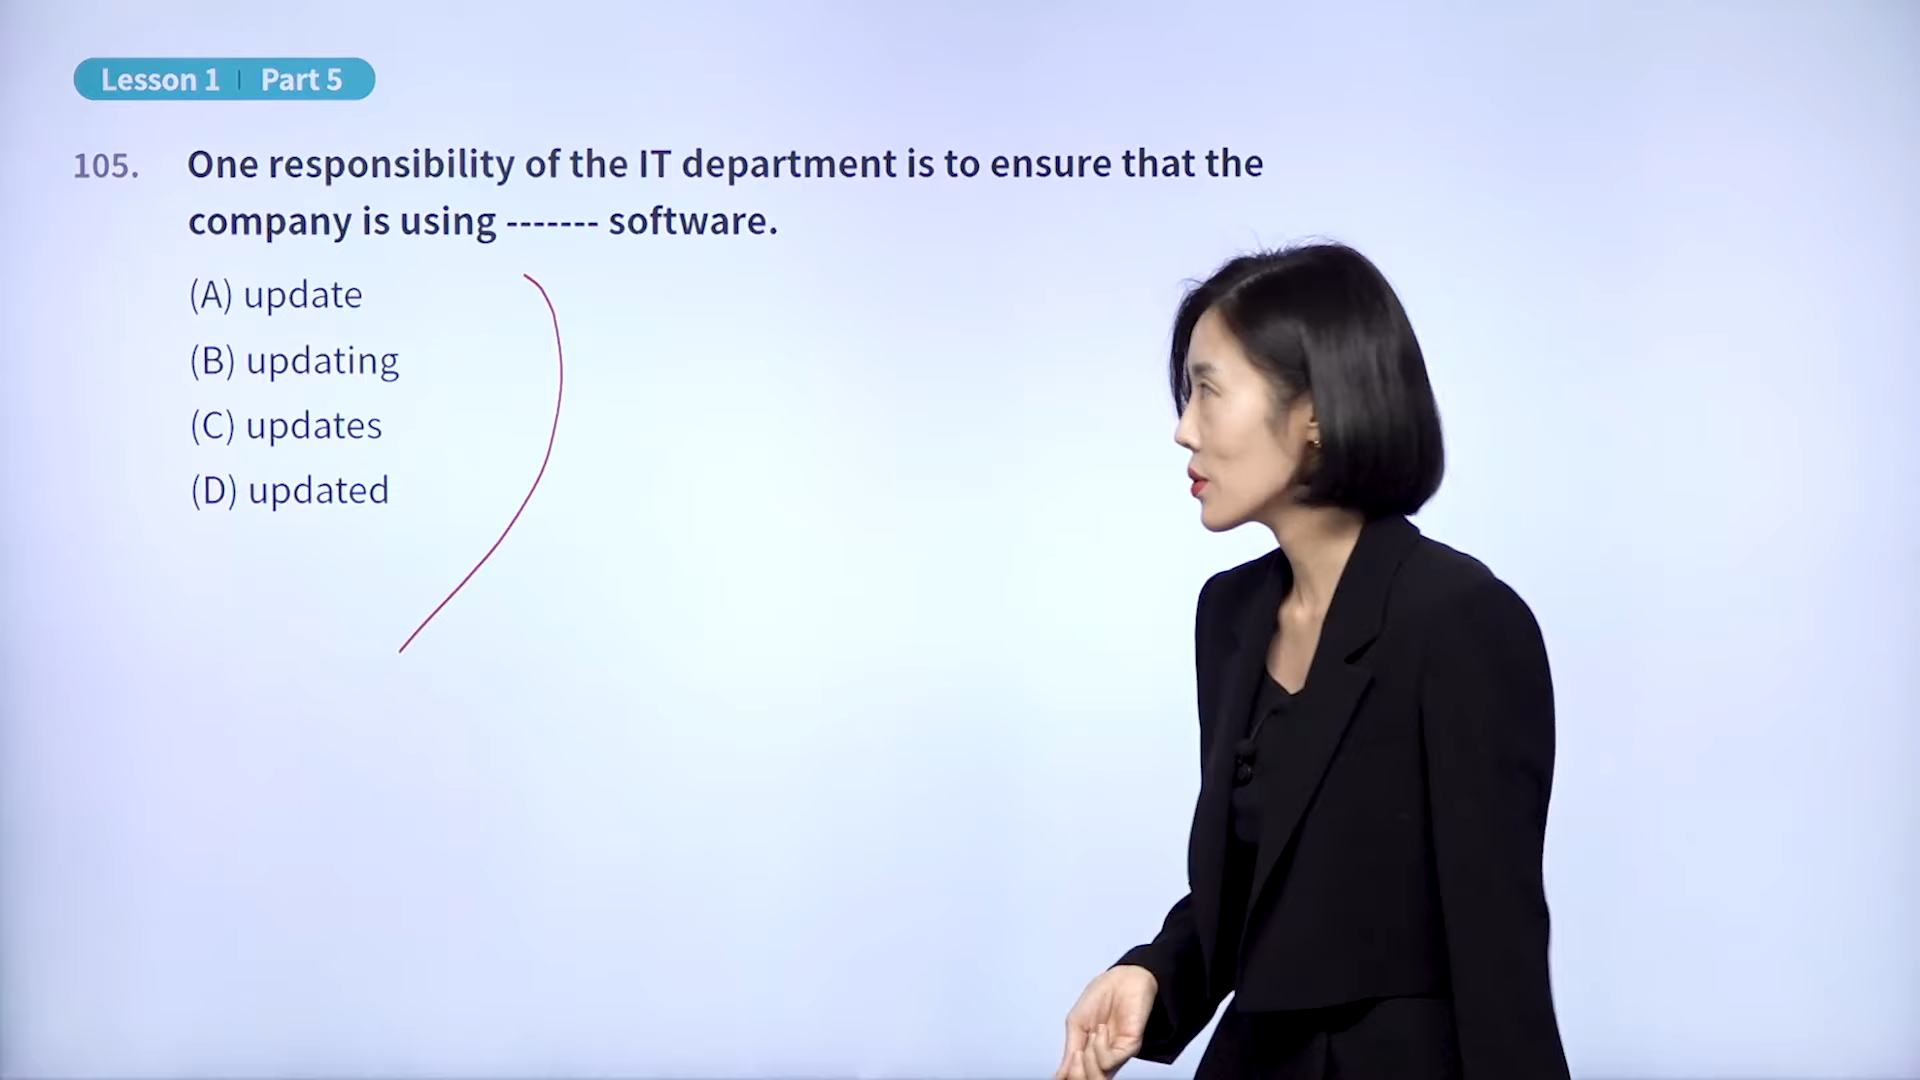 Lesson 1 | Part 5
105. One responsibility of the IT department is to ensure that the
company is using ------- software.
(A) update
(B) updating
(C) updates
(D) updated